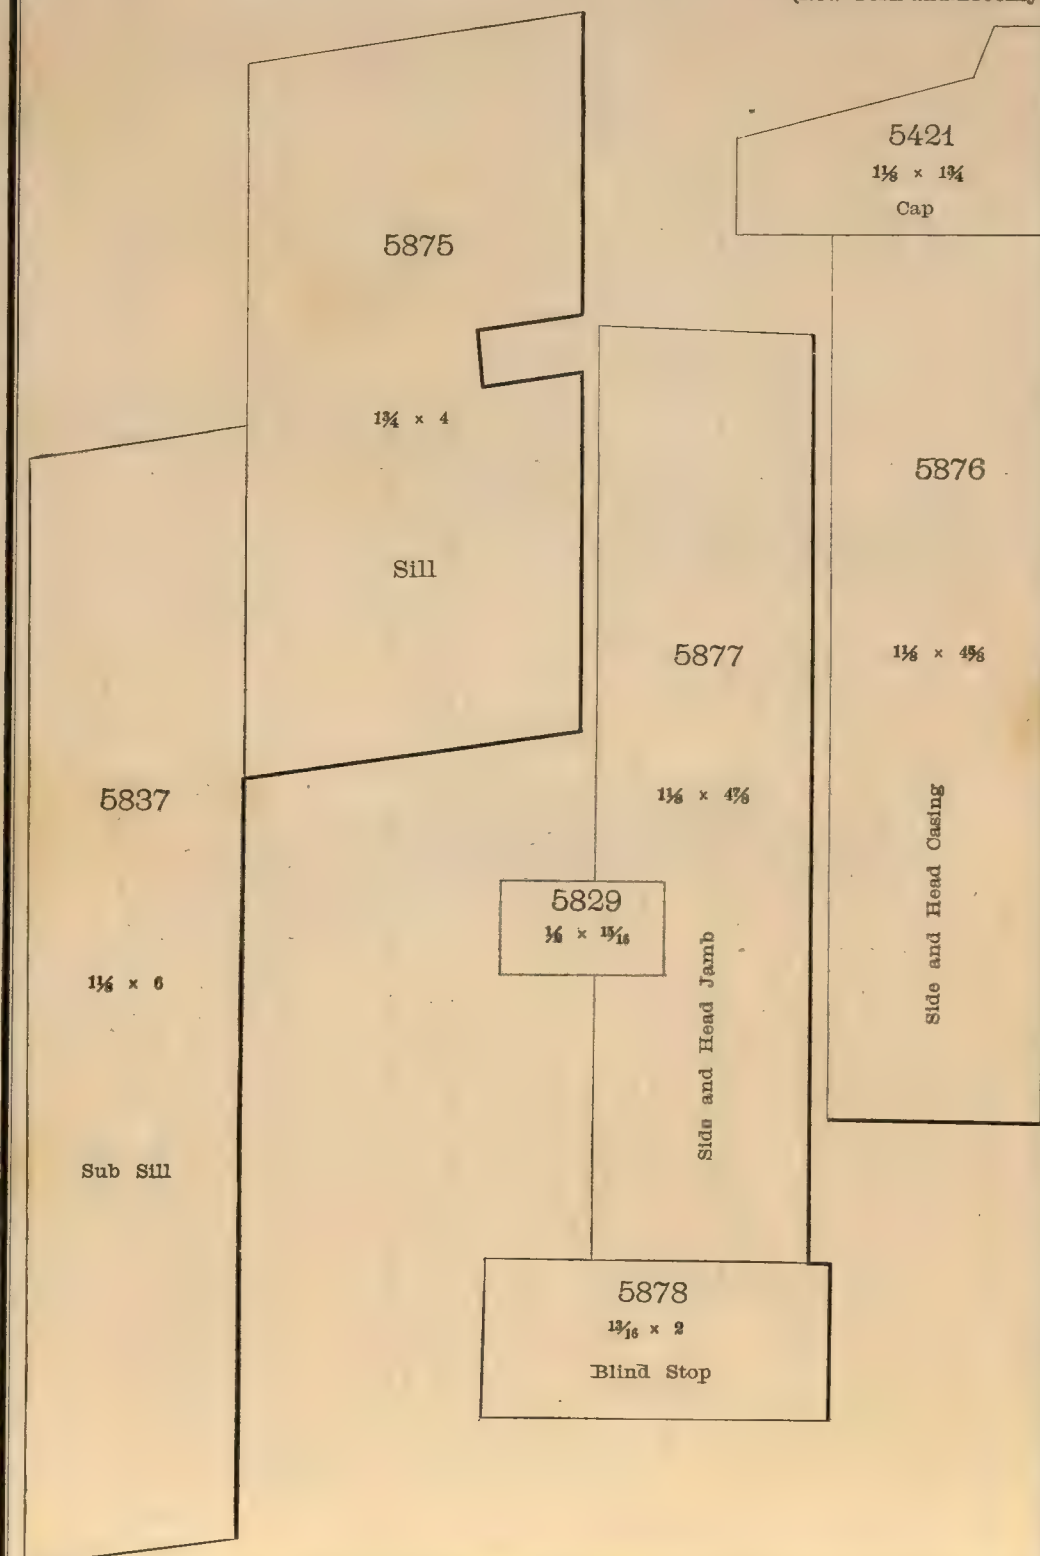 5421
1⅛ × 1¾
Cap
5875
1¾ × 4
Sill
5876
1⅛ × 4⅝
Side and Head Casing
5877
1⅛ × 4⅞
Side and Head Jamb
5837
1⅛ × 6
Sub Sill
5829
½ × 15/16
5878
13/16 × 2
Blind Stop